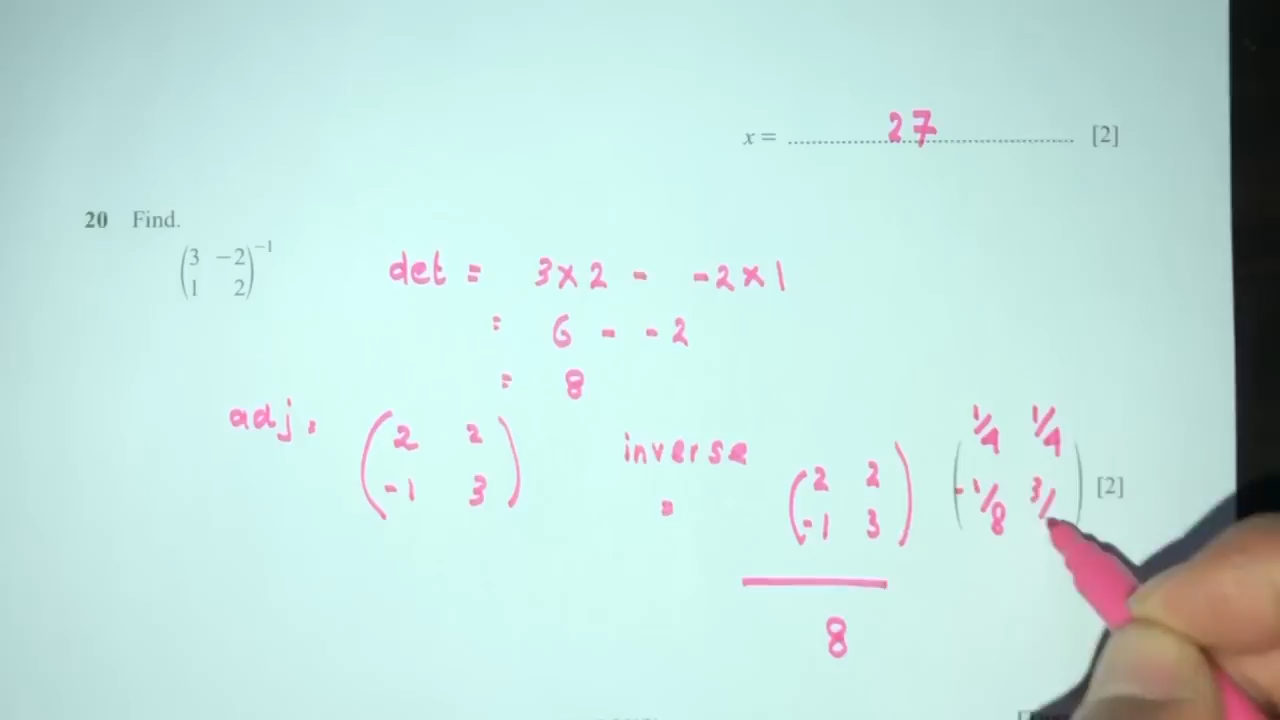 x = 27 [2]
20 Find.
(3 -2)^-1
(1 2)
det = 3 x 2 - -2 x 1
= 6 - - 2
= 8
adj = (2 2)
(-1 3)
inverse
= (2 2)
(-1 3)
8
(1/4 1/4)
(-1/8 3/) [2]